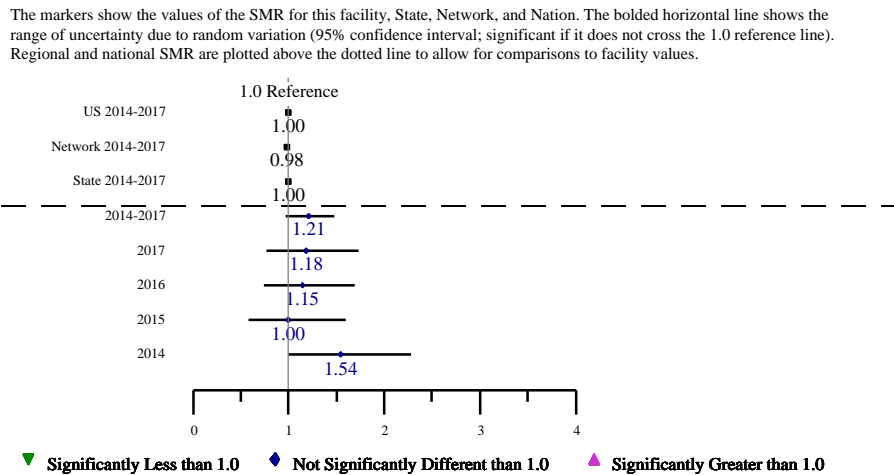 The markers show the values of the SMR for this facility, State, Network, and Nation. The bolded horizontal line shows the
range of uncertainty due to random variation (95% confidence interval; significant if it does not cross the 1.0 reference line).
Regional and national SMR are plotted above the dotted line to allow for comparisons to facility values.
1.0 Reference
US 2014-2017
1.00
Network 2014-2017
0.98
State 2014-2017
1.00
2014-2017
1.21
2017
1.18
2016
1.15
2015
1.00
2014
1.54
0 1 2 3 4
Significantly Less than 1.0 Not Significantly Different than 1.0 Significantly Greater than 1.0